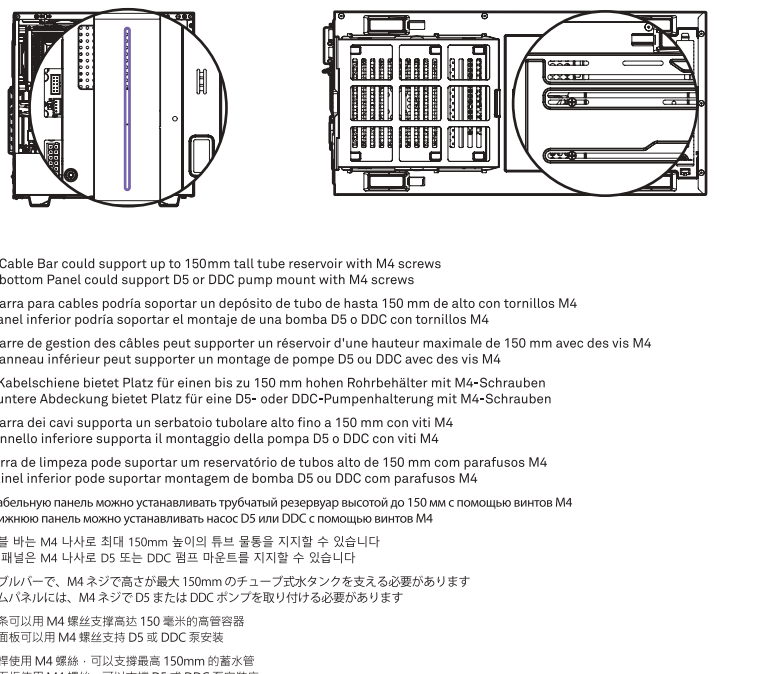 Cable Bar could support up to 150mm tall tube reservoir with M4 screws
bottom Panel could support D5 or DDC pump mount with M4 screws
arra para cables podría soportar un depósito de tubo de hasta 150 mm de alto con tornillos M4
anel inferior podría soportar el montaje de una bomba D5 o DDC con tornillos M4
arre de gestion des câbles peut supporter un réservoir d'une hauteur maximale de 150 mm avec des vis M4
anneau inférieur peut supporter un montage de pompe D5 ou DDC avec des vis M4
Kabelschiene bietet Platz für einen bis zu 150 mm hohen Rohrbehälter mit M4-Schrauben
untere Abdeckung bietet Platz für eine D5- oder DDC-Pumpenhalterung mit M4-Schrauben
arra dei cavi supporta un serbatoio tubolare alto fino a 150 mm con viti M4
nnello inferiore supporta il montaggio della pompa D5 o DDC con viti M4
rra de limpeza pode suportar um reservatório de tubos alto de 150 mm com parafusos M4
inel inferior pode suportar montagem de bomba D5 ou DDC com parafusos M4
абельную панель можно устанавливать трубчатый резервуар высотой до 150 мм с помощью винтов M4
ижнюю панель можно устанавливать насос D5 или DDC с помощью винтов M4
블 바는 M4 나사로 최대 150mm 높이의 튜브 물통을 지지할 수 있습니다
패널은 M4 나사로 D5 또는 DDC 펌프 마운트를 지지할 수 있습니다
ブルバーで、M4 ネジで高さが最大 150mm のチューブ式水タンクを支える必要があります
ムパネルには、M4 ネジで D5 または DDC ポンプを取り付ける必要があります
条可以用 M4 螺丝支撑高达 150 毫米的高管容器
面板可以用 M4 螺丝支持 D5 或 DDC 泵安装
桿使用 M4 螺絲，可以支撐最高 150mm 的蓄水管